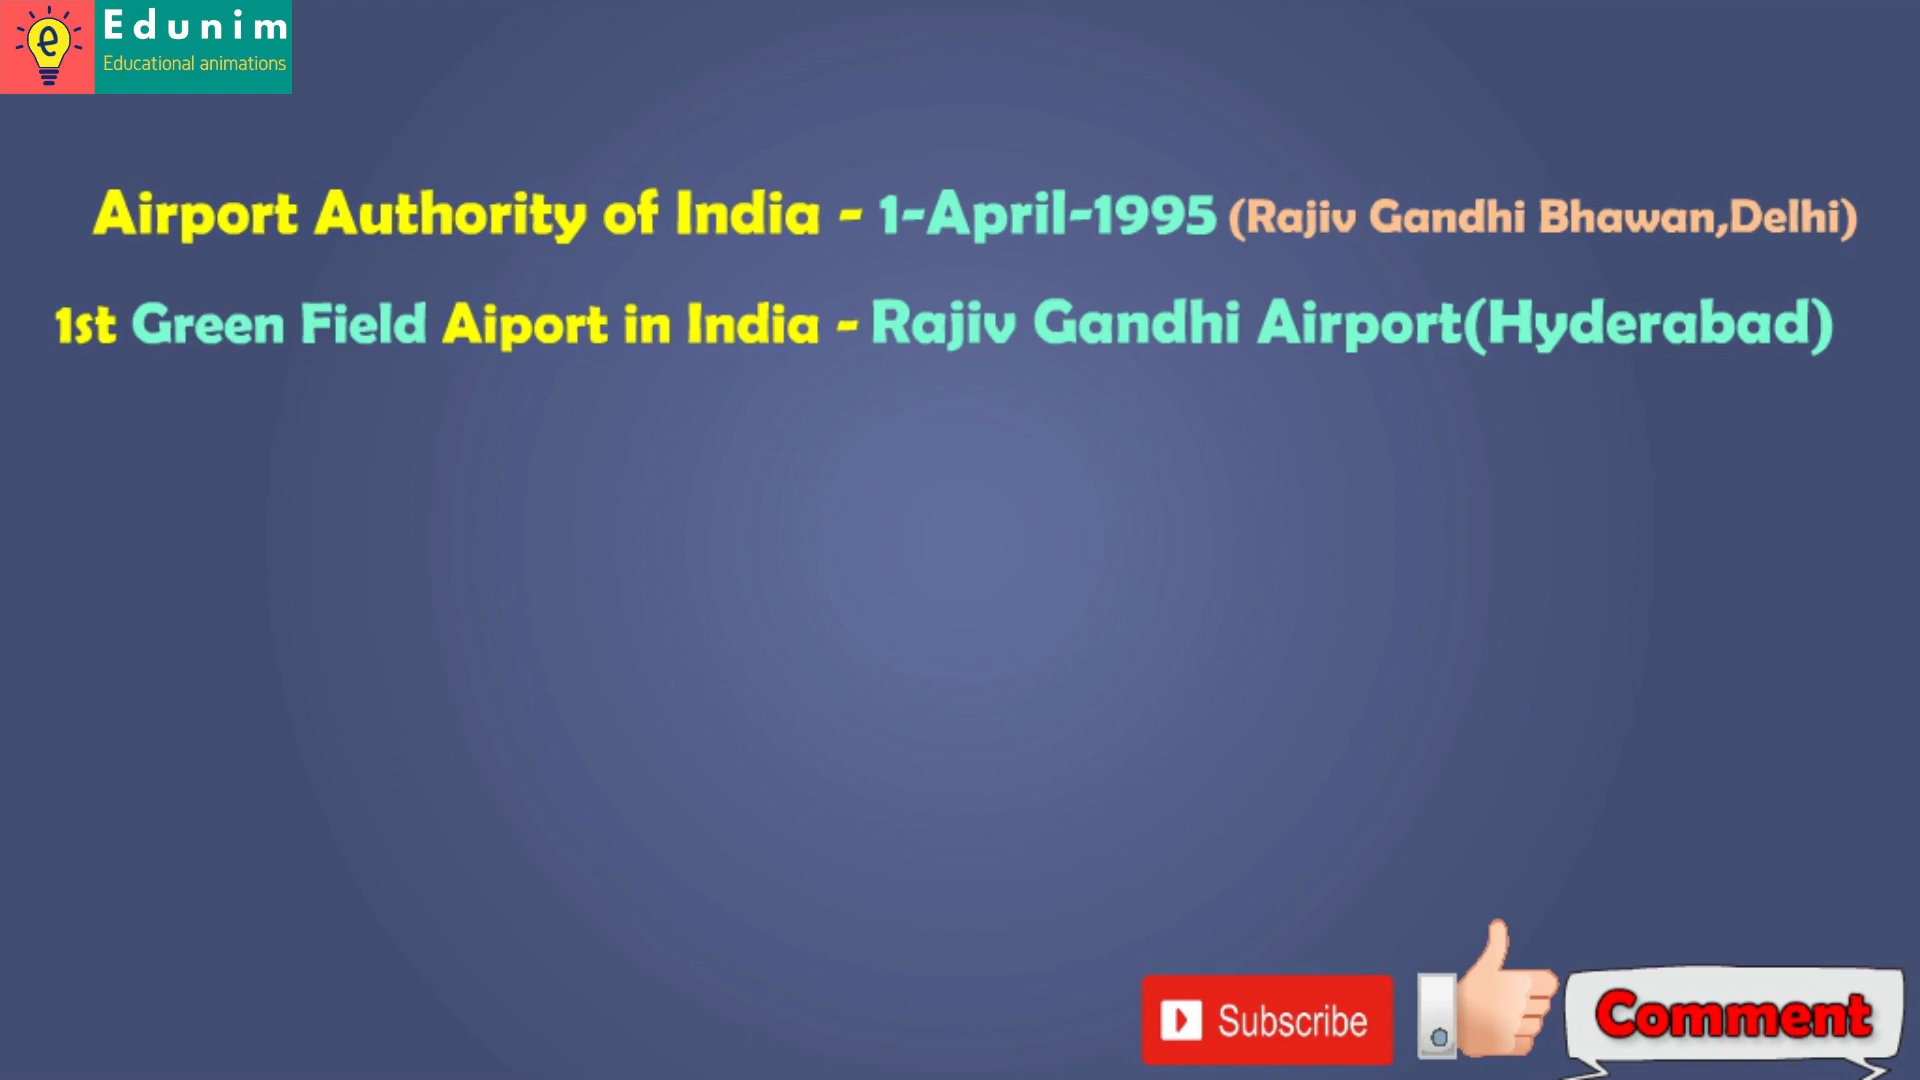 Edunim
Educational animations
Airport Authority of India - 1-April-1995 (Rajiv Gandhi Bhawan,Delhi)
1st Green Field Aiport in India - Rajiv Gandhi Airport(Hyderabad)
Subscribe
Comment